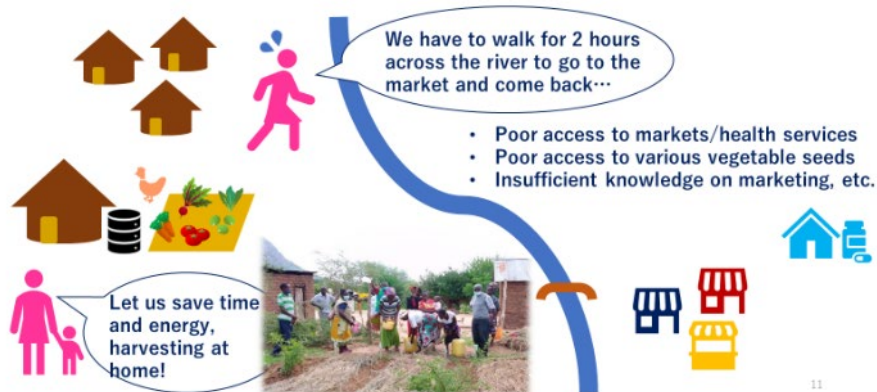 We have to walk for 2 hours
across the river to go to the
market and come back…
• Poor access to markets/health services
• Poor access to various vegetable seeds
• Insufficient knowledge on marketing, etc.
Let us save time
and energy,
harvesting at
home!
11